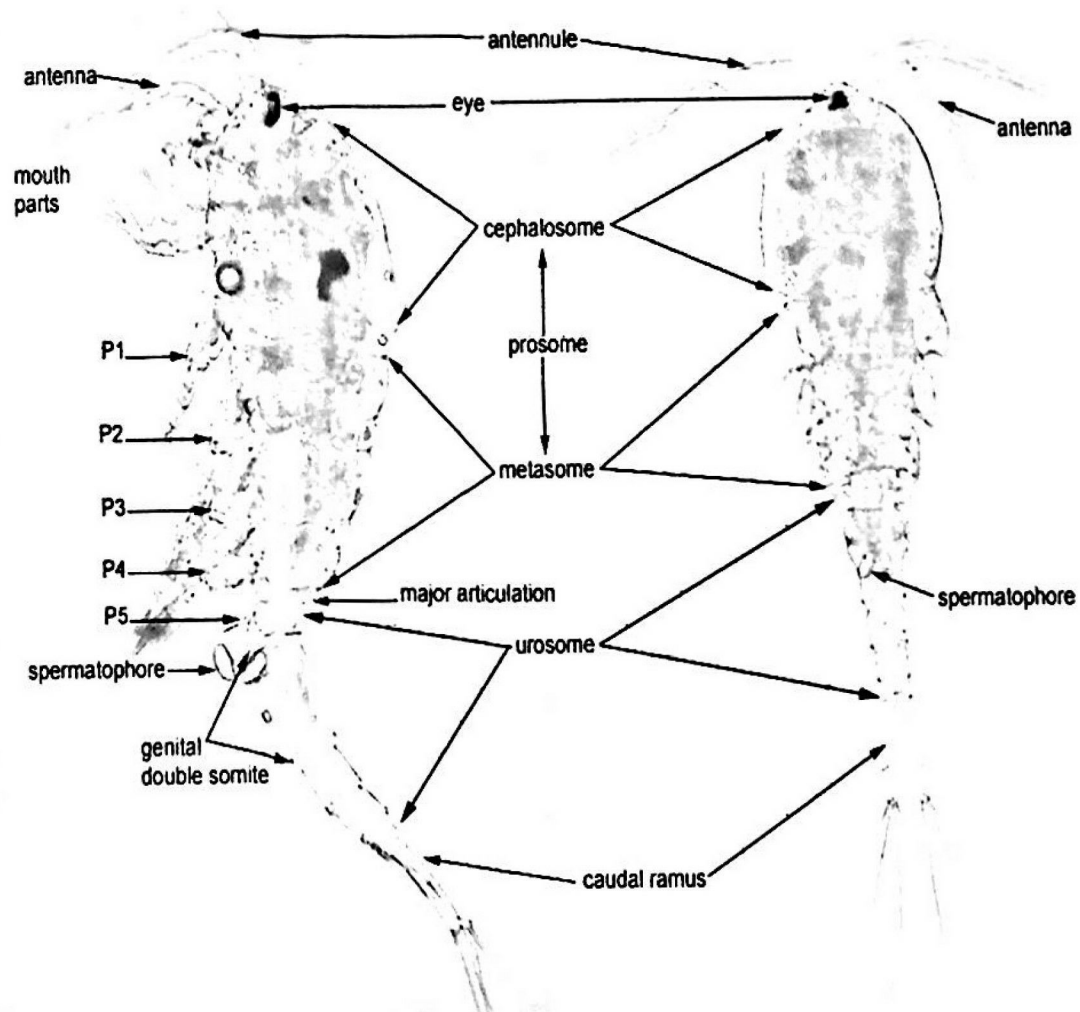 antennule
antenna
eye
antenna
mouth
parts
cephalosome
P1
prosome
P2
metasome
P3
P4
major articulation
spermatophore
P5
urosome
spermatophore
genital
double somite
caudal ramus